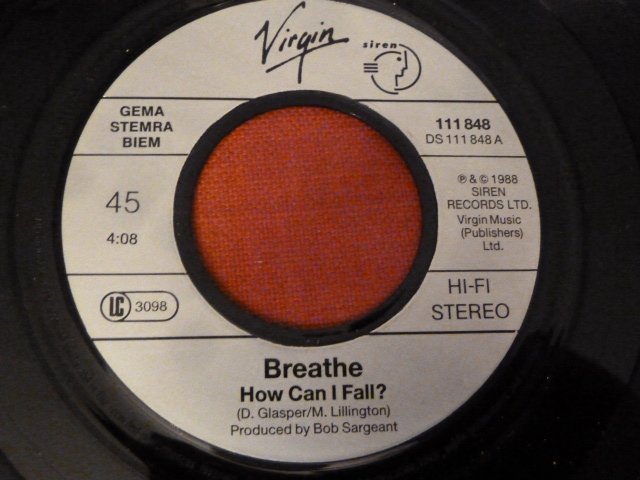 Virgin
siren
GEMA
STEMRA
BIEM
111 848
DS 111 848 A
45
4:08
℗ & © 1988
SIREN
RECORDS LTD.
Virgin Music
(Publishers)
Ltd.
LC 3098
HI-FI
STEREO
Breathe
How Can I Fall?
(D. Glasper/M. Lillington)
Produced by Bob Sargeant